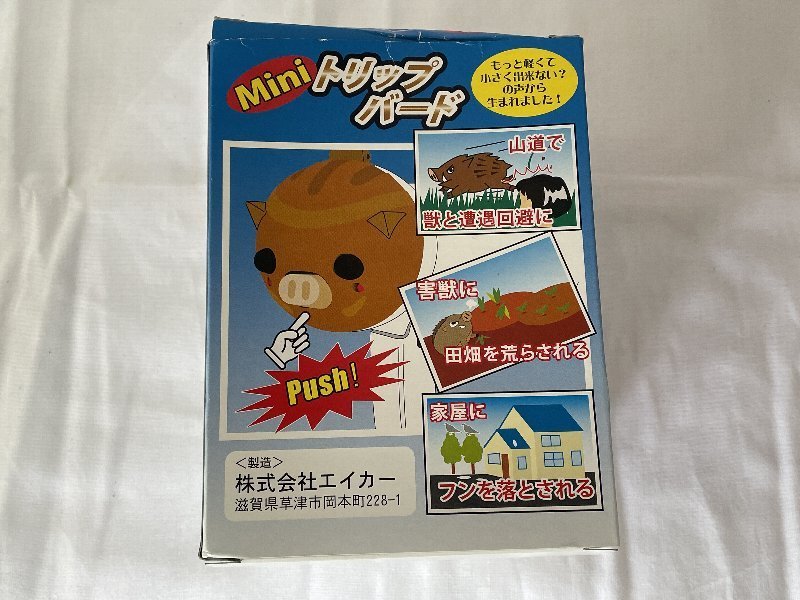 Mini トリップ
バード
もっと軽くて
小さく出来ない?
の声から
生まれました!
山道で
獣と遭遇回避に
害獣に
田畑を荒らされる
Push!
家屋に
フンを落とされる
<製造>
株式会社エイカー
滋賀県草津市岡本町228-1